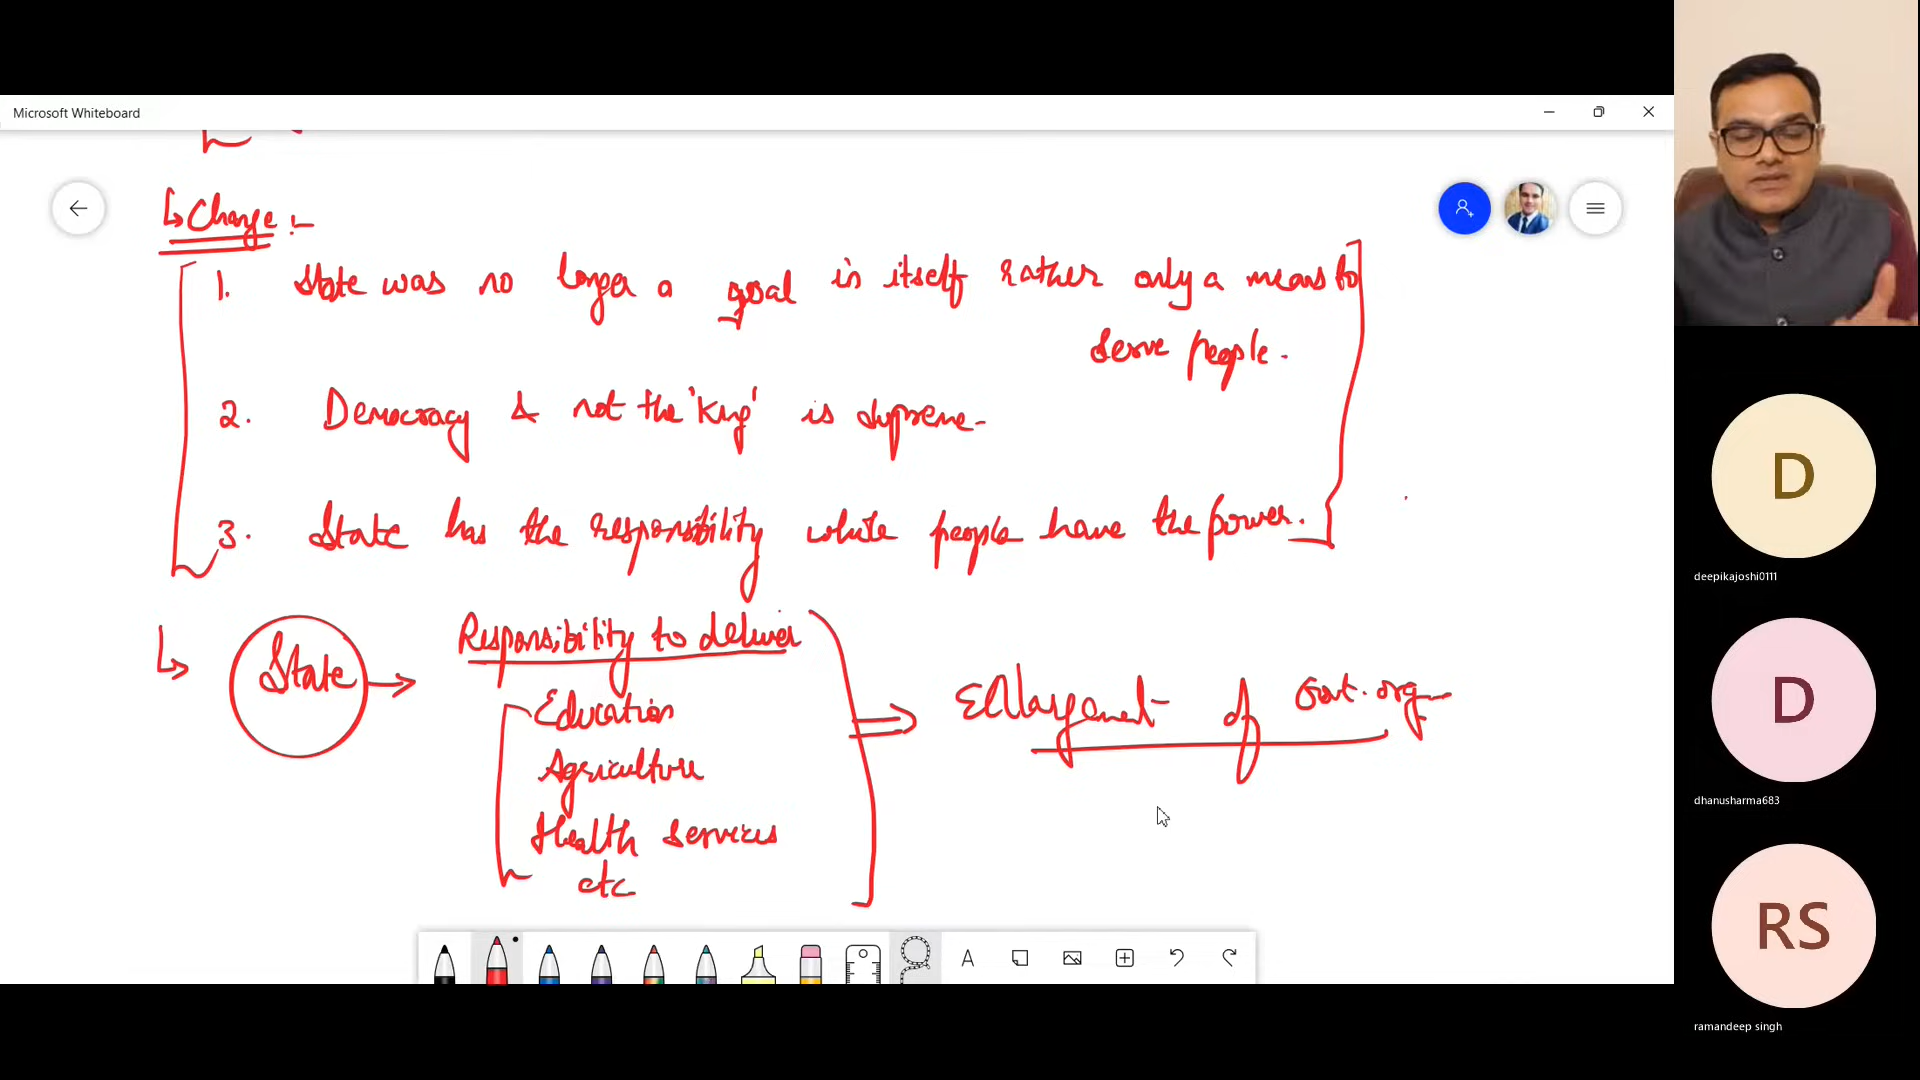 Microsoft Whiteboard
Change :-
1. State was no longer a goal in itself rather only a means to
serve people.
2. Democracy & not the 'King' is supreme.
3. State has the responsibility while people have the power.
State
Responsibility to deliver
Education
Agriculture
Health Services
etc
Enlargement of Govt. org
A
D
deepikajoshi0111
D
dhanusharma683
RS
ramandeep singh